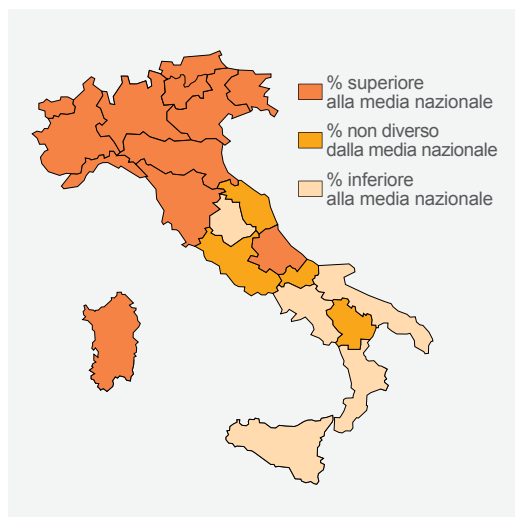 % superiore
alla media nazionale
% non diverso
dalla media nazionale
% inferiore
alla media nazionale